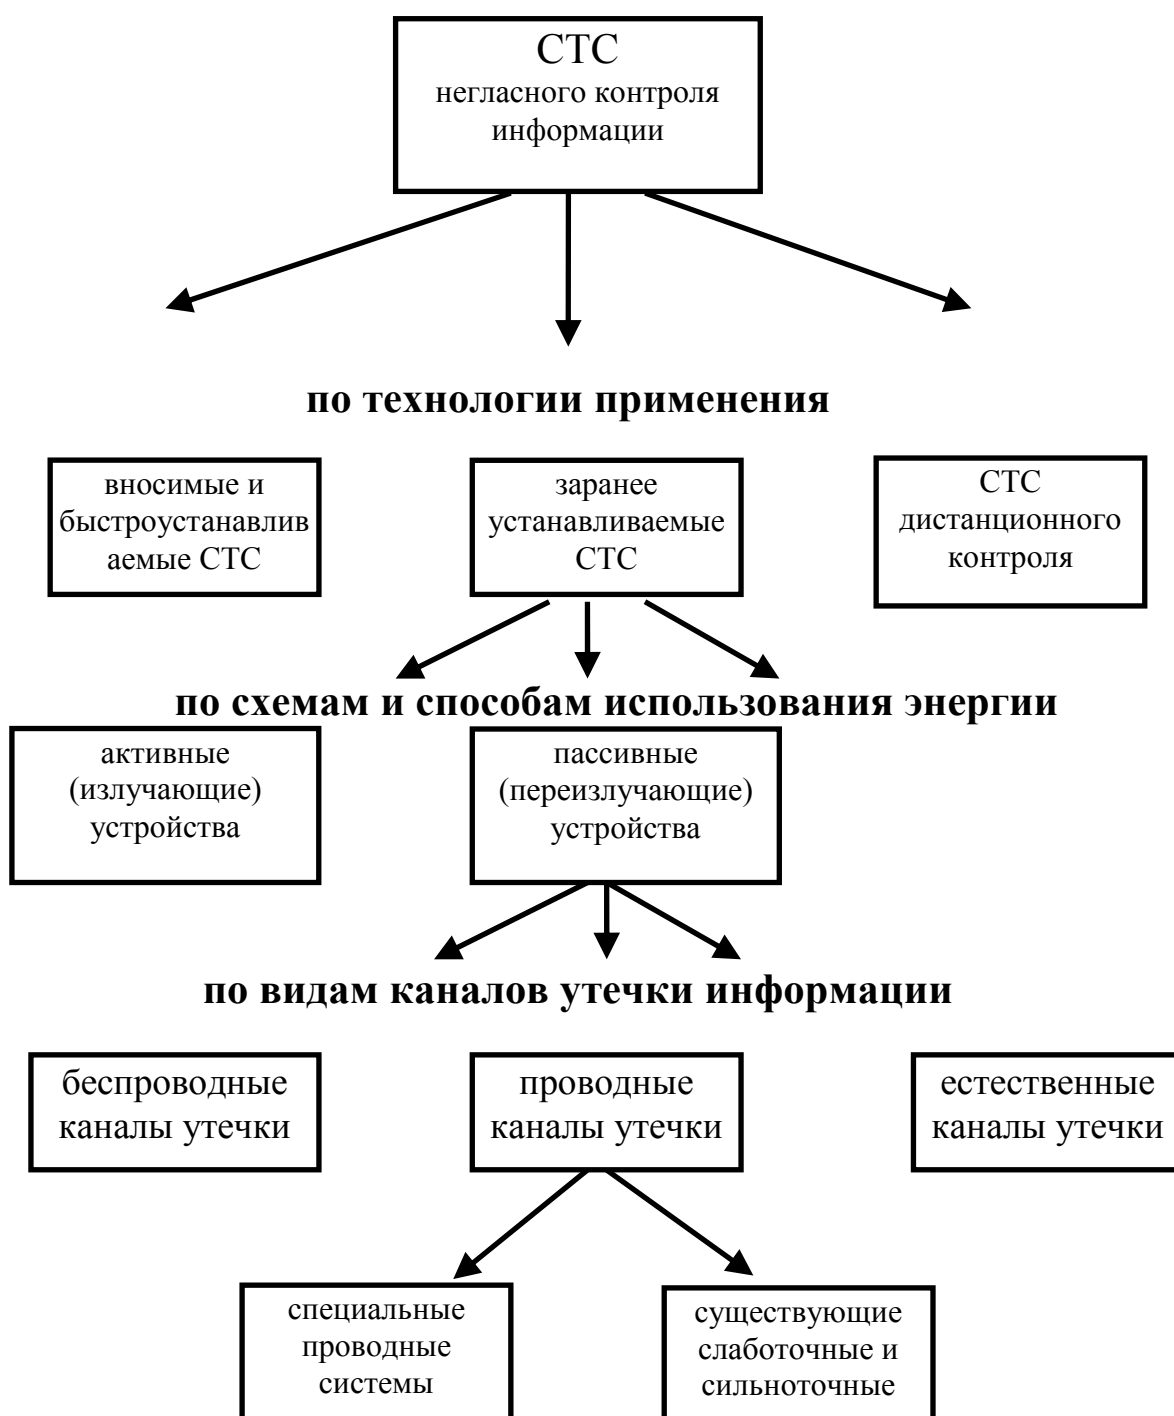 СТС
негласного контроля
информации
по технологии применения
вносимые и
быстроустанавлив
аемые СТС
заранее
устанавливаемые
СТС
СТС
дистанционного
контроля
по схемам и способам использования энергии
активные
(излучающие)
устройства
пассивные
(переизлучающие)
устройства
по видам каналов утечки информации
беспроводные
каналы утечки
проводные
каналы утечки
естественные
каналы утечки
специальные
проводные
системы
существующие
слаботочные и
сильноточные